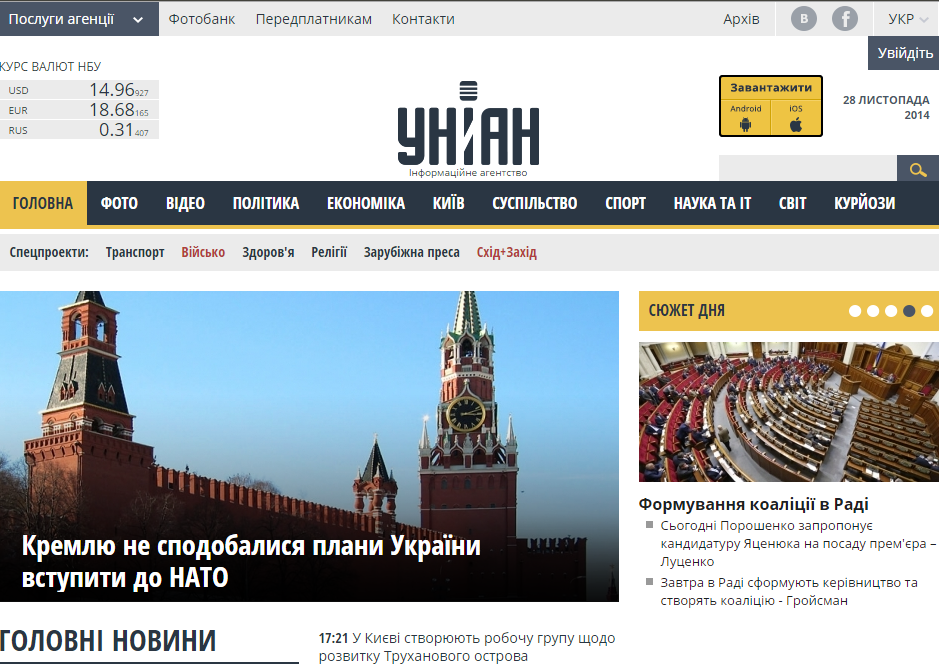 Послуги агенції Фотобанк Передплатникам Контакти Архів В f УКР
Увійдіть
КУРС ВАЛЮТ НБУ
USD 14.96927
EUR 18.68165
RUS 0.31407
УНІАН
Інформаційне агентство
Завантажити
Android iOS
28 ЛИСТОПАДА
2014
ГОЛОВНА ФОТО ВІДЕО ПОЛІТИКА ЕКОНОМІКА КИЇВ СУСПІЛЬСТВО СПОРТ НАУКА ТА ІТ СВІТ КУРЙОЗИ
Спецпроекти: Транспорт Військо Здоров'я Релігії Зарубіжна преса Схід+Захід
Кремлю не сподобалися плани України
вступити до НАТО
СЮЖЕТ ДНЯ
Формування коаліції в Раді
Сьогодні Порошенко запропонує
кандидатуру Яценюка на посаду прем'єра –
Луценко
Завтра в Раді сформують керівництво та
створять коаліцію - Гройсман
ГОЛОВНІ НОВИНИ
17:21 У Києві створюють робочу групу щодо
розвитку Труханового острова